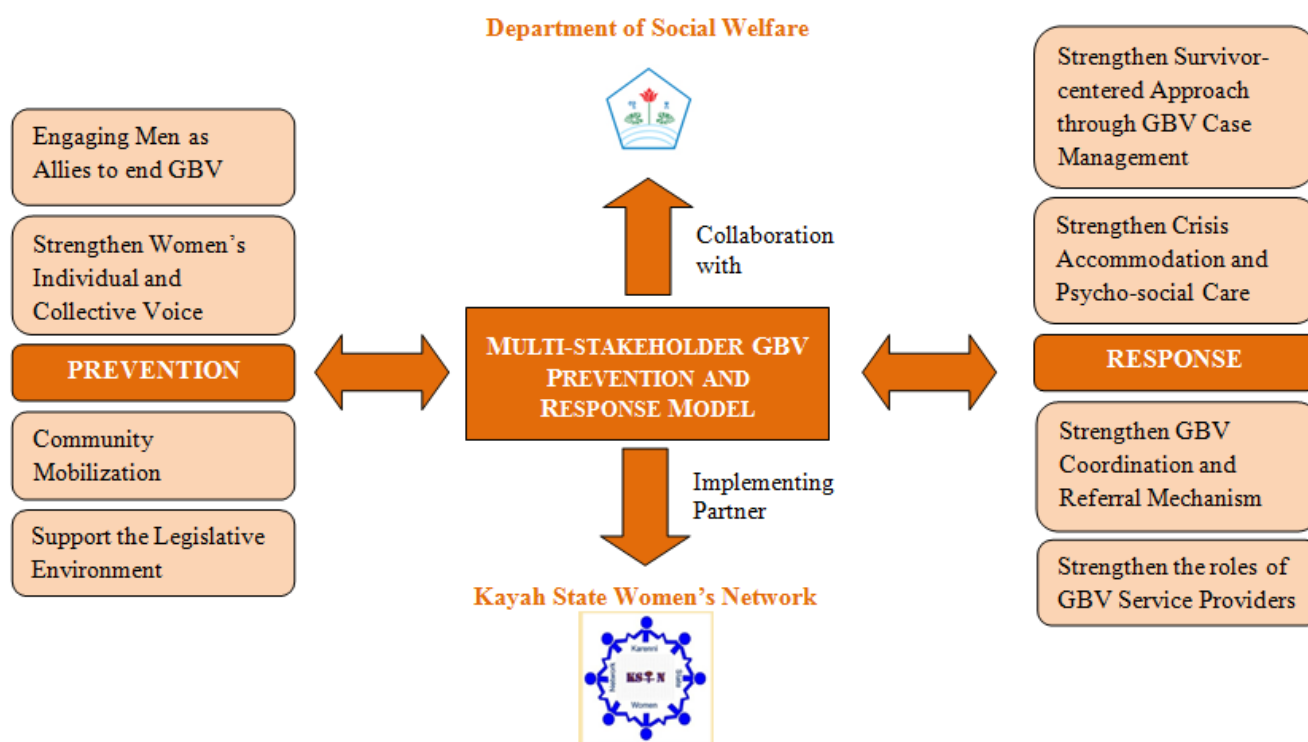 Department of Social Welfare
Engaging Men as
Allies to end GBV
Strengthen Women's
Individual and
Collective Voice
PREVENTION
Community
Mobilization
Support the Legislative
Environment
Collaboration
with
MULTI-STAKEHOLDER GBV
PREVENTION AND
RESPONSE MODEL
Implementing
Partner
Kayah State Women's Network
Karenni
State
Women
Network
Strengthen Survivor-
centered Approach
through GBV Case
Management
Strengthen Crisis
Accommodation and
Psycho-social Care
RESPONSE
Strengthen GBV
Coordination and
Referral Mechanism
Strengthen the roles of
GBV Service Providers